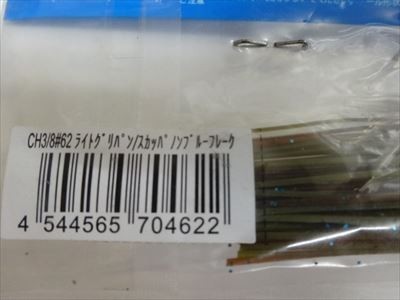 CH3/8#62 ﾗｲﾄｸﾞﾘﾊﾟﾝ/ｽｶｯﾊﾟﾉﾝﾌﾞﾙｰﾌﾚｰｸ
4 544565 704622